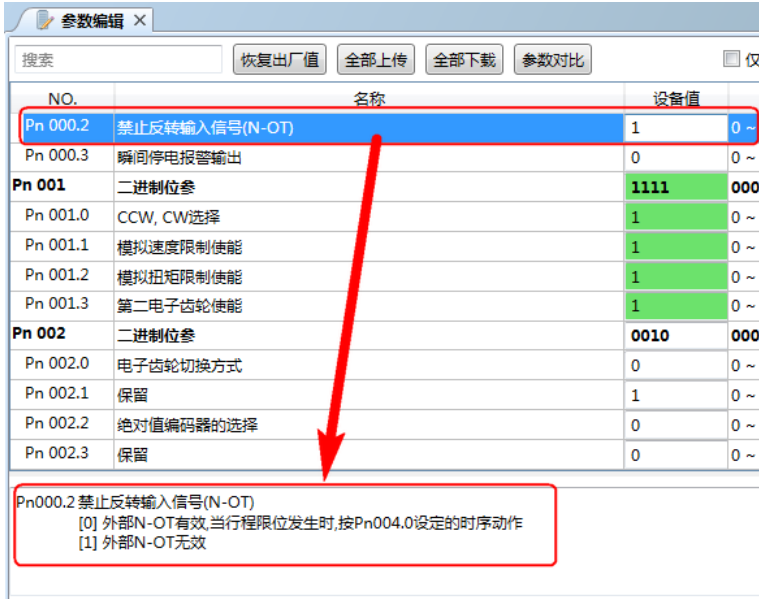 参数编辑 ×
搜索 恢复出厂值 全部上传 全部下载 参数对比 仅
NO. 名称 设备值
Pn 000.2 禁止反转输入信号(N-OT) 1 0 ~
Pn 000.3 瞬间停电报警输出 0 0 ~
Pn 001 二进制位参 1111 000
Pn 001.0 CCW, CW选择 1 0 ~
Pn 001.1 模拟速度限制使能 1 0 ~
Pn 001.2 模拟扭矩限制使能 1 0 ~
Pn 001.3 第二电子齿轮使能 1 0 ~
Pn 002 二进制位参 0010 000
Pn 002.0 电子齿轮切换方式 0 0 ~
Pn 002.1 保留 1 0 ~
Pn 002.2 绝对值编码器的选择 0 0 ~
Pn 002.3 保留 0 0 ~
Pn000.2 禁止反转输入信号(N-OT)
[0] 外部N-OT有效,当行程限位发生时,按Pn004.0设定的时序动作
[1] 外部N-OT无效